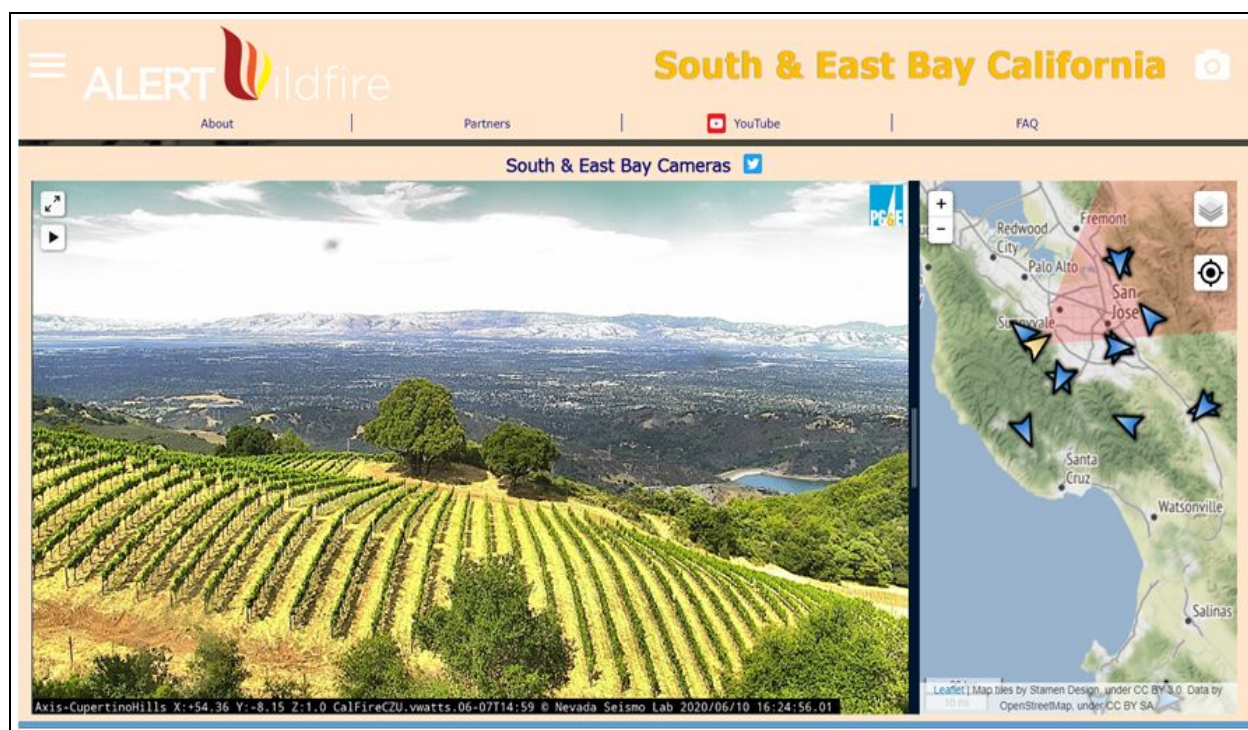 ALERT Wildfire
South & East Bay California
About
Partners
YouTube
FAQ
South & East Bay Cameras
PG&E
+
−
Fremont
Redwood
City
Palo Alto
San
Jose
Sunnyvale
Santa
Cruz
Watsonville
Salinas
10 mi
Leaflet | Map tiles by Stamen Design, under CC BY 3.0. Data by
OpenStreetMap, under CC BY SA.
Axis-CupertinoHills X:+54.36 Y:-8.15 Z:1.0 CalFireCZU.vwatts.06-07T14:59 © Nevada Seismo Lab 2020/06/10 16:24:56.01